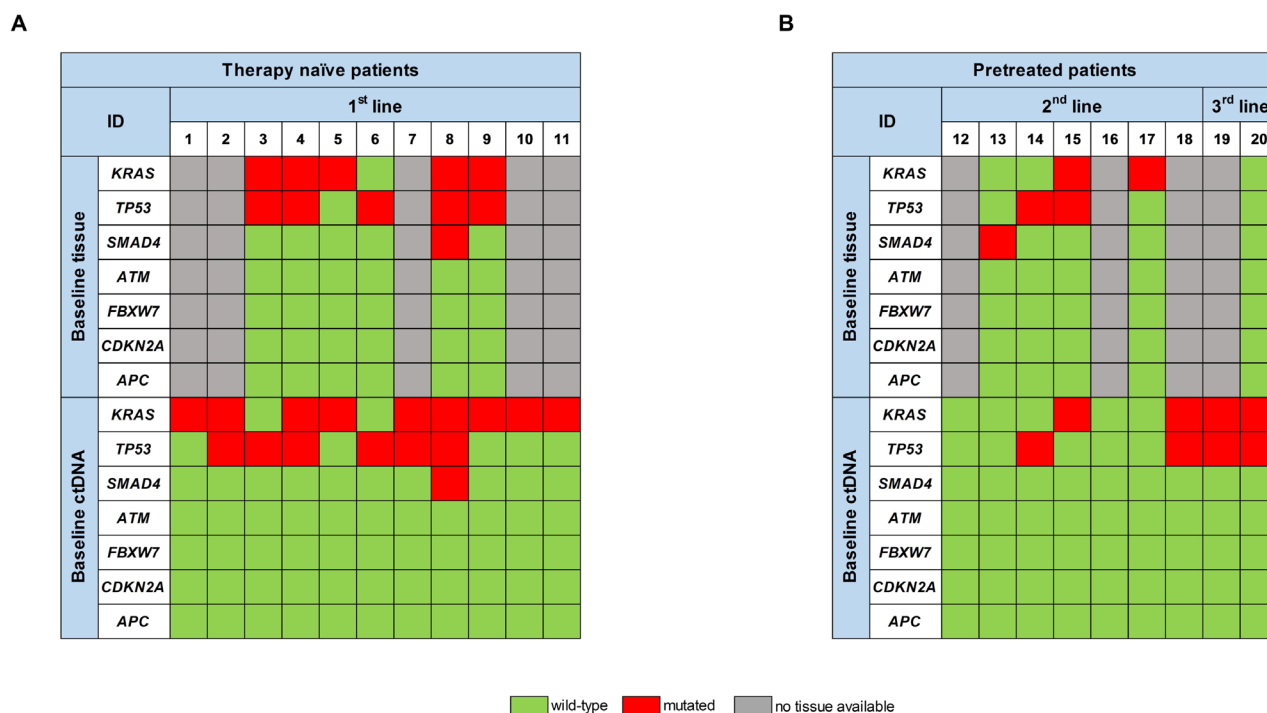 A
Therapy naïve patients
ID
1st line
1 2 3 4 5 6 7 8 9 10 11
Baseline tissue
KRAS
TP53
SMAD4
ATM
FBXW7
CDKN2A
APC
Baseline ctDNA
KRAS
TP53
SMAD4
ATM
FBXW7
CDKN2A
APC
B
Pretreated patients
ID
2nd line 3rd line
12 13 14 15 16 17 18 19 20
Baseline tissue
KRAS
TP53
SMAD4
ATM
FBXW7
CDKN2A
APC
Baseline ctDNA
KRAS
TP53
SMAD4
ATM
FBXW7
CDKN2A
APC
wild-type mutated no tissue available